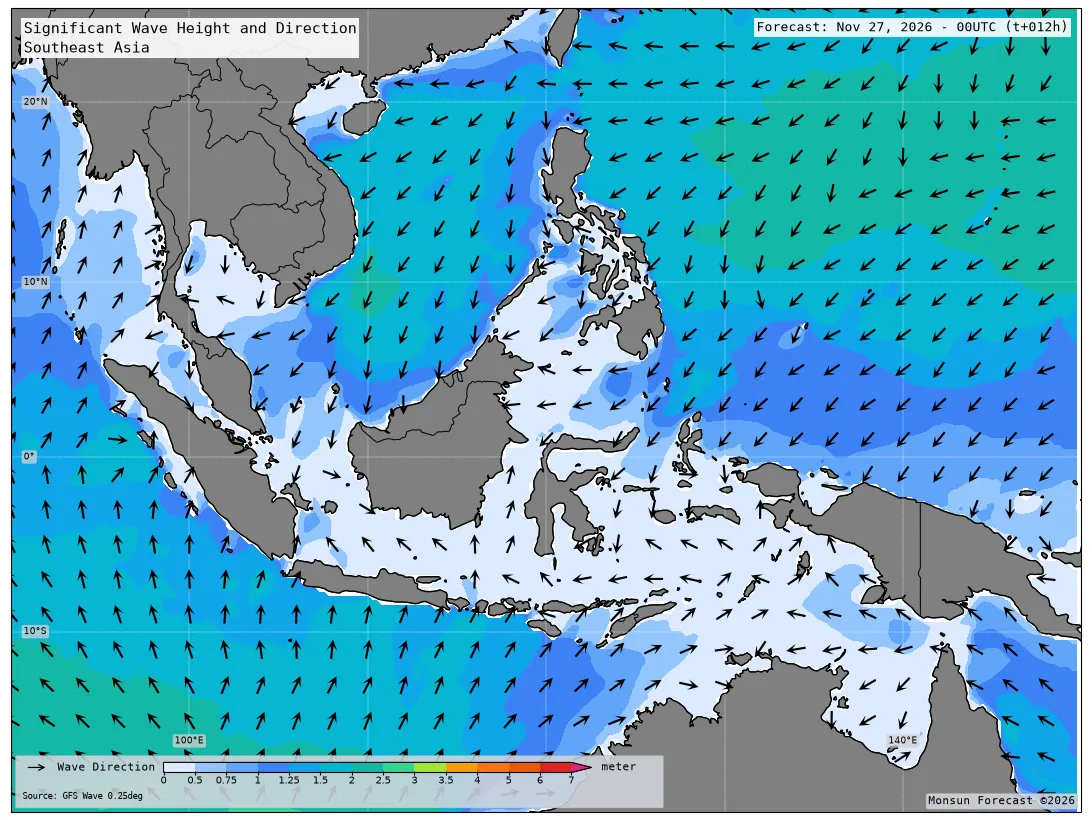 Significant Wave Height and Direction
Southeast Asia
Forecast: Nov 27, 2026 - 00UTC (t+012h)
20°N
10°N
0°
10°S
100°E
140°E
Wave Direction
meter
0 0.5 0.75 1 1.25 1.5 2 2.5 3 3.5 4 5 6 7
Source: GFS Wave 0.25deg
Monsun Forecast ©2026